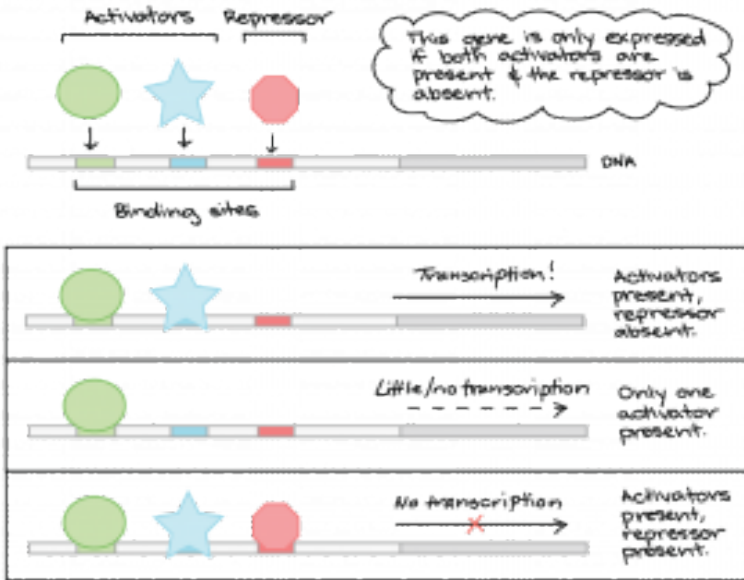 Activators Repressor
This gene is only expressed
if both activators are
present & the repressor is
absent.
DNA
Binding sites
Transcription!
Activators
present,
repressor
absent.
Little/no transcription
Only one
activator
present.
No transcription
Activators
present,
repressor
present.